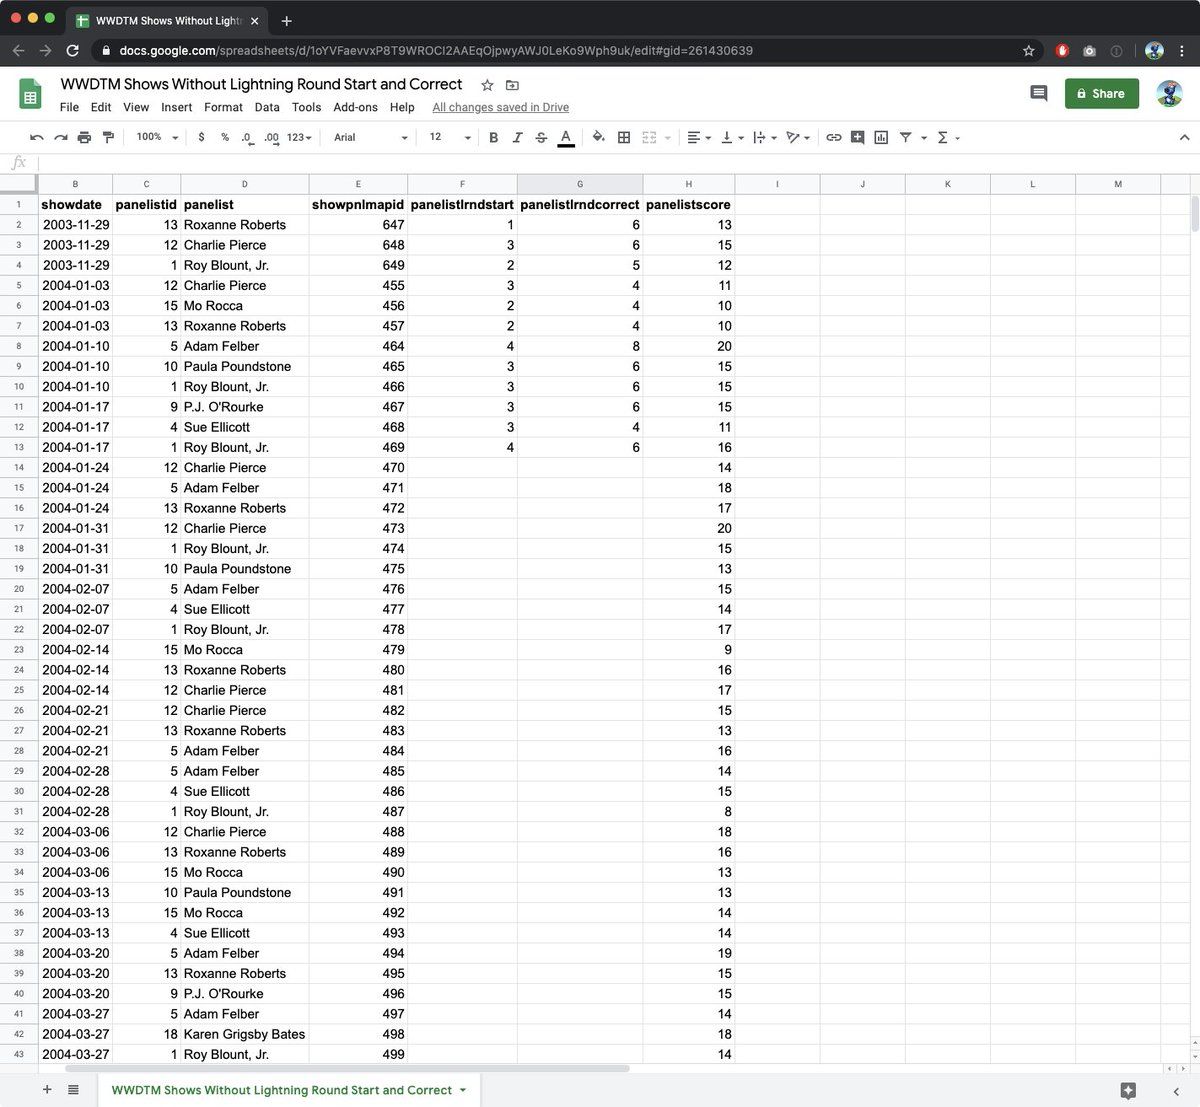 WWDTM Shows Without Lightn
docs.google.com/spreadsheets/d/1oYVFaevvxP8T9WROCI2AAEqOjpwyAWJ0LeKo9Wph9uk/edit#gid=261430639
WWDTM Shows Without Lightning Round Start and Correct
Share
File Edit View Insert Format Data Tools Add-ons Help All changes saved in Drive
100% $ % .0 .00 123 Arial 12 B I S A
fx
B C D E F G H I J K L M
1 showdate panelistid panelist showpnlmapid panelistlrndstart panelistlrndcorrect panelistscore
2 2003-11-29 13 Roxanne Roberts 647 1 6 13
3 2003-11-29 12 Charlie Pierce 648 3 6 15
4 2003-11-29 1 Roy Blount, Jr. 649 2 5 12
5 2004-01-03 12 Charlie Pierce 455 3 4 11
6 2004-01-03 15 Mo Rocca 456 2 4 10
7 2004-01-03 13 Roxanne Roberts 457 2 4 10
8 2004-01-10 5 Adam Felber 464 4 8 20
9 2004-01-10 10 Paula Poundstone 465 3 6 15
10 2004-01-10 1 Roy Blount, Jr. 466 3 6 15
11 2004-01-17 9 P.J. O'Rourke 467 3 6 15
12 2004-01-17 4 Sue Ellicott 468 3 4 11
13 2004-01-17 1 Roy Blount, Jr. 469 4 6 16
14 2004-01-24 12 Charlie Pierce 470 14
15 2004-01-24 5 Adam Felber 471 18
16 2004-01-24 13 Roxanne Roberts 472 17
17 2004-01-31 12 Charlie Pierce 473 20
18 2004-01-31 1 Roy Blount, Jr. 474 15
19 2004-01-31 10 Paula Poundstone 475 13
20 2004-02-07 5 Adam Felber 476 15
21 2004-02-07 4 Sue Ellicott 477 14
22 2004-02-07 1 Roy Blount, Jr. 478 17
23 2004-02-14 15 Mo Rocca 479 9
24 2004-02-14 13 Roxanne Roberts 480 16
25 2004-02-14 12 Charlie Pierce 481 17
26 2004-02-21 12 Charlie Pierce 482 15
27 2004-02-21 13 Roxanne Roberts 483 13
28 2004-02-21 5 Adam Felber 484 16
29 2004-02-28 5 Adam Felber 485 14
30 2004-02-28 4 Sue Ellicott 486 15
31 2004-02-28 1 Roy Blount, Jr. 487 8
32 2004-03-06 12 Charlie Pierce 488 18
33 2004-03-06 13 Roxanne Roberts 489 16
34 2004-03-06 15 Mo Rocca 490 13
35 2004-03-13 10 Paula Poundstone 491 13
36 2004-03-13 15 Mo Rocca 492 14
37 2004-03-13 4 Sue Ellicott 493 14
38 2004-03-20 5 Adam Felber 494 19
39 2004-03-20 13 Roxanne Roberts 495 15
40 2004-03-20 9 P.J. O'Rourke 496 15
41 2004-03-27 5 Adam Felber 497 14
42 2004-03-27 18 Karen Grigsby Bates 498 18
43 2004-03-27 1 Roy Blount, Jr. 499 14
WWDTM Shows Without Lightning Round Start and Correct